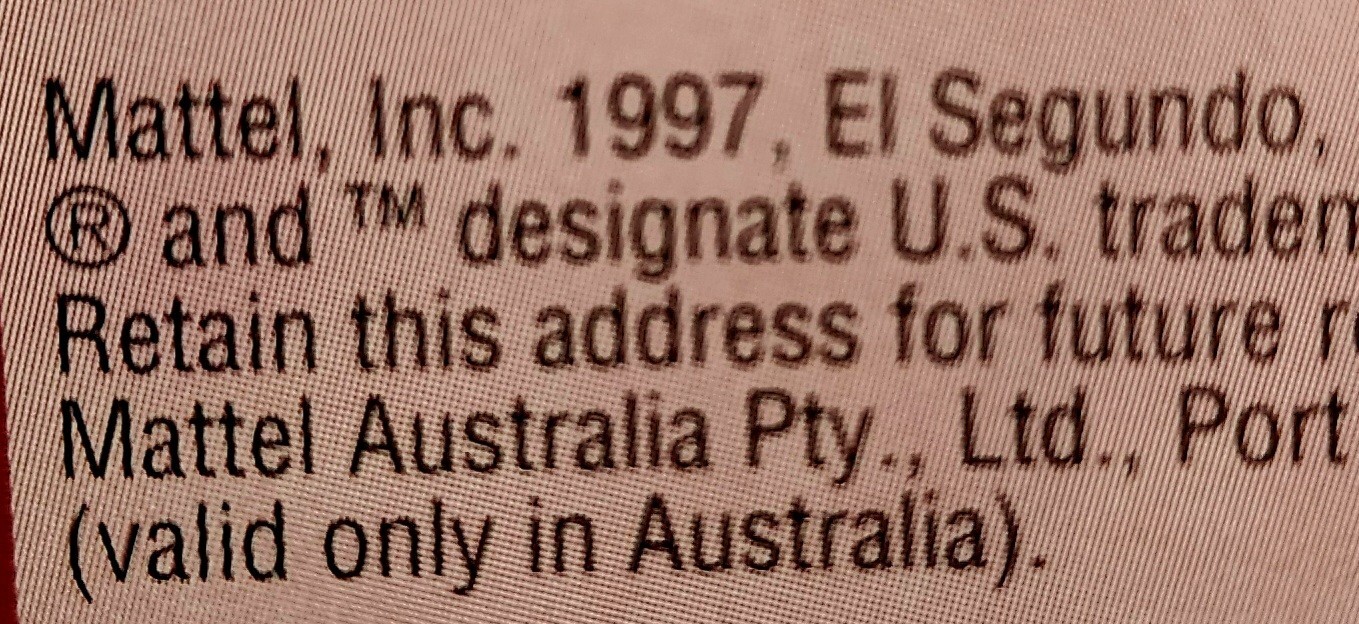 Mattel, Inc. 1997, El Segundo,
® and ™ designate U.S.
Retain this address for future
Mattel Australia Pty., Ltd., Port
(valid only in Australia).